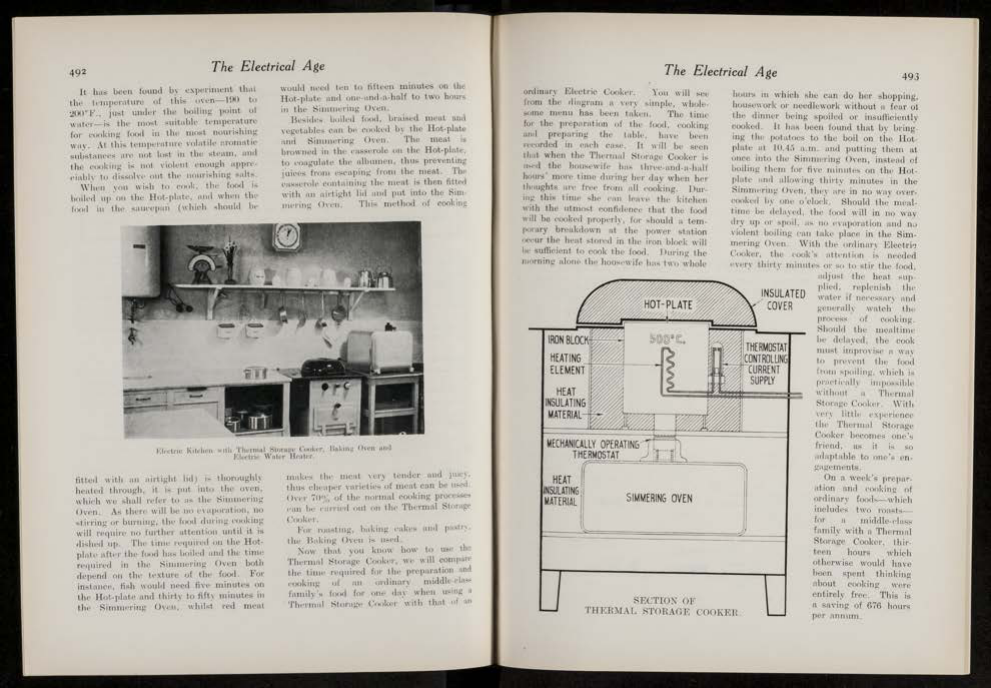 492
The Electrical Age
It has been found by experiment that
the temperature of this oven—190 to
200°F., just under the boiling point of
water—is the most suitable temperature
for cooking food in the most nourishing
way. At this temperature volatile aromatic
substances are not lost in the steam, and
the cooking is not violent enough appre-
ciably to dissolve out the nourishing salts.
When you wish to cook, the food is
boiled up on the Hot-plate, and when the
food in the saucepan (which should be
would need ten to fifteen minutes on the
Hot-plate and one-and-a-half to two hours
in the Simmering Oven.
Besides boiled food, braised meat and
vegetables can be cooked by the Hot-plate
and Simmering Oven. The meat is
browned in the casserole on the Hot-plate,
to coagulate the albumen, thus preventing
juices from escaping from the meat. The
casserole containing the meat is then fitted
with an airtight lid and put into the Sim-
mering Oven. This method of cooking
Electric Kitchen with Thermal Storage Cooker, Baking Oven and
Electric Water Heater.
fitted with an airtight lid) is thoroughly
heated through, it is put into the oven,
which we shall refer to as the Simmering
Oven. As there will be no evaporation, no
stirring or burning, the food during cooking
will require no further attention until it is
dished up. The time required on the Hot-
plate after the food has boiled and the time
required in the Simmering Oven both
depend on the texture of the food. For
instance, fish would need five minutes on
the Hot-plate and thirty to fifty minutes in
the Simmering Oven, whilst red meat
makes the meat very tender and juicy,
thus cheaper varieties of meat can be used.
Over 70% of the normal cooking processes
can be carried out on the Thermal Storage
Cooker.
For roasting, baking cakes and pastry,
the Baking Oven is used.
Now that you know how to use the
Thermal Storage Cooker, we will compare
the time required for the preparation and
cooking of an ordinary middle-class
family's food for one day when using a
Thermal Storage Cooker with that of an
The Electrical Age
493
ordinary Electric Cooker. You will see
from the diagram a very simple, whole-
some menu has been taken. The time
for the preparation of the food, cooking
and preparing the table, have been
recorded in each case. It will be seen
that when the Thermal Storage Cooker is
used the housewife has three-and-a-half
hours' more time during her day when her
thoughts are free from all cooking. Dur-
ing this time she can leave the kitchen
with the utmost confidence that the food
will be cooked properly, for should a tem-
porary breakdown at the power station
occur the heat stored in the iron block will
be sufficient to cook the food. During the
morning alone the housewife has two whole
hours in which she can do her shopping,
housework or needlework without a fear of
the dinner being spoiled or insufficiently
cooked. It has been found that by bring-
ing the potatoes to the boil on the Hot-
plate at 10.45 a.m. and putting them at
once into the Simmering Oven, instead of
boiling them for five minutes on the Hot-
plate and allowing thirty minutes in the
Simmering Oven, they are in no way over-
cooked by one o'clock. Should the meal-
time be delayed, the food will in no way
dry up or spoil, as no evaporation and no
violent boiling can take place in the Sim-
mering Oven. With the ordinary Electric
Cooker, the cook's attention is needed
every thirty minutes or so to stir the food,
adjust the heat sup-
plied, replenish the
water if necessary and
generally watch the
process of cooking.
Should the mealtime
be delayed, the cook
must improvise a way
to prevent the food
from spoiling, which is
practically impossible
without a Thermal
Storage Cooker. With
very little experience
the Thermal Storage
Cooker becomes one's
friend, as it is so
adaptable to one's en-
gagements.
On a week's prepar-
ation and cooking of
ordinary foods—which
includes two roasts—
for a middle-class
family with a Thermal
Storage Cooker, thir-
teen hours which
otherwise would have
been spent thinking
about cooking were
entirely free. This is
a saving of 676 hours
per annum.
HOT-PLATE
INSULATED
COVER
IRON BLOCK
500°C.
HEATING
ELEMENT
THERMOSTAT
CONTROLLING
CURRENT
SUPPLY
HEAT
INSULATING
MATERIAL
MECHANICALLY OPERATING
THERMOSTAT
HEAT
INSULATING
MATERIAL
SIMMERING OVEN
SECTION OF
THERMAL STORAGE COOKER.